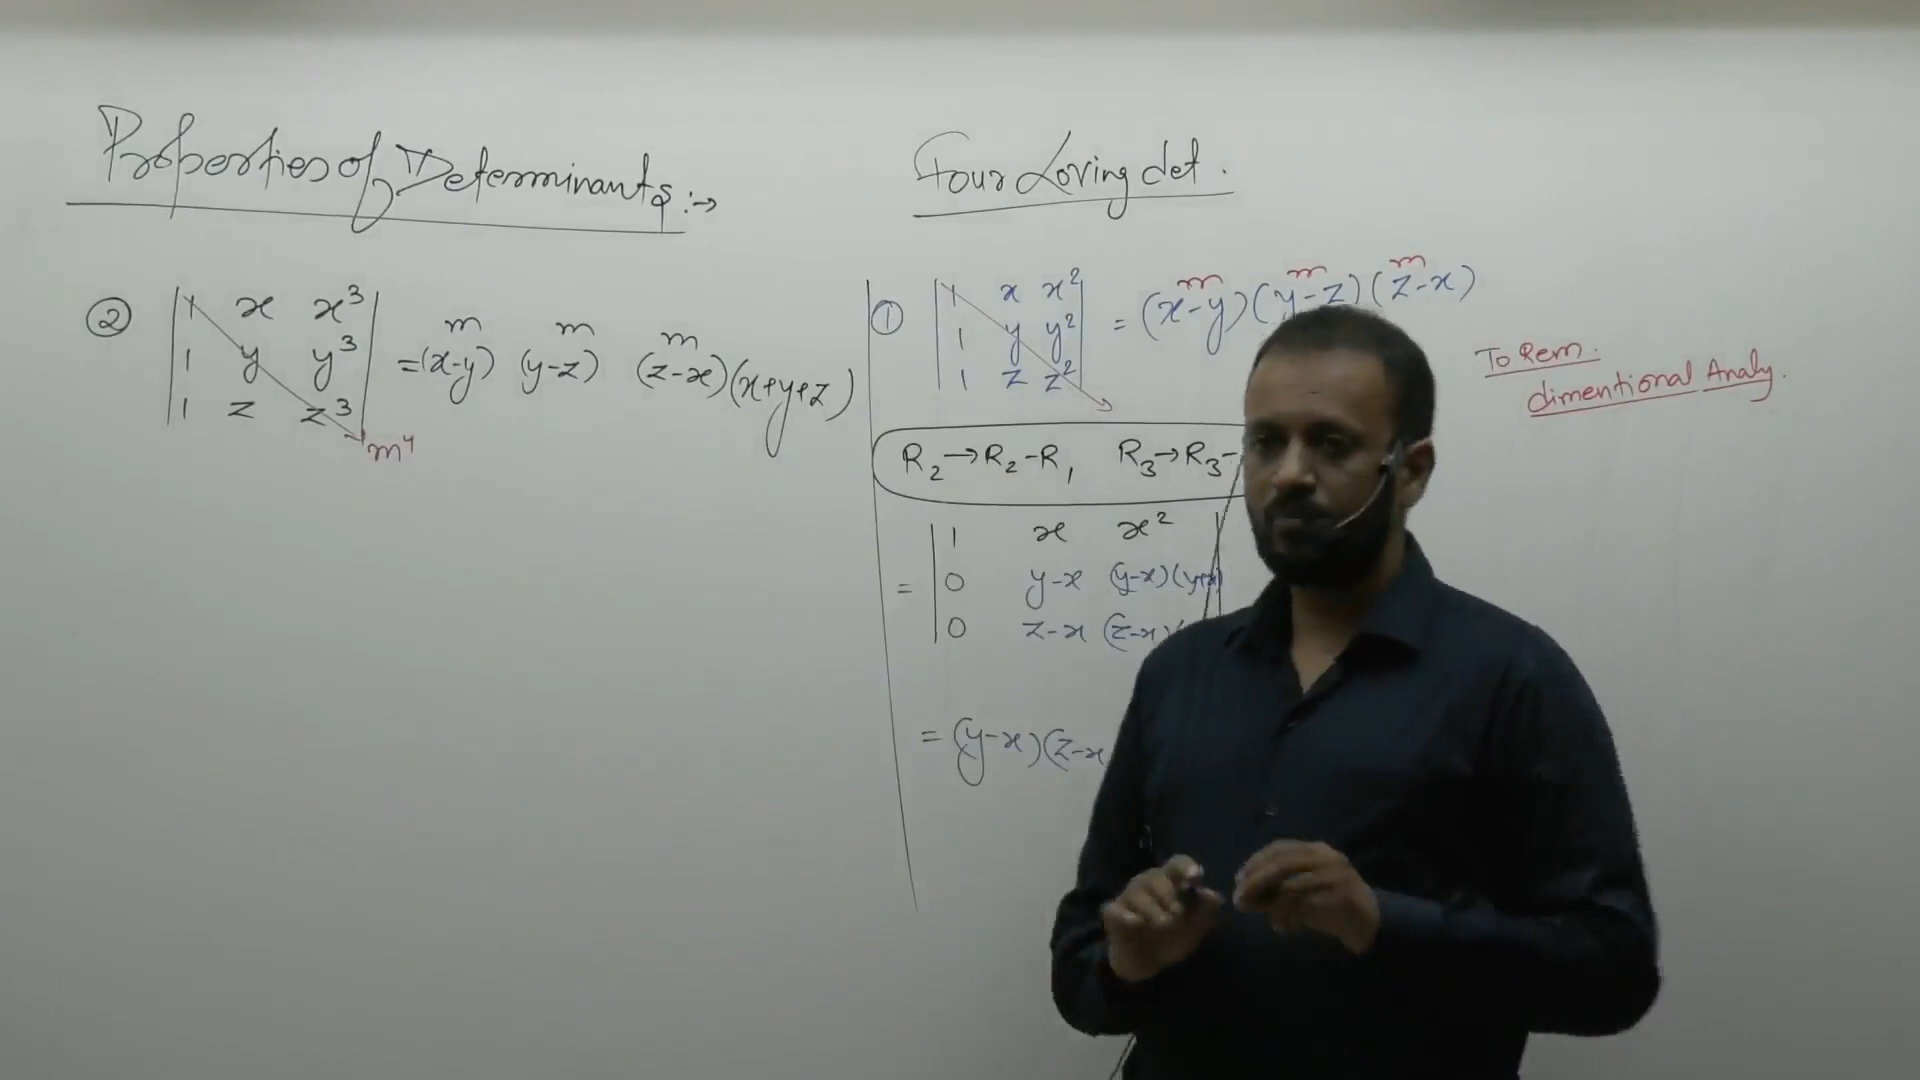 Properties of Determinants :→
② | 1 x x³ | m m m
| 1 y y³ | = (x-y) (y-z) (z-x) (x+y+z)
| 1 z z³ |
m⁴
Four Loving det.
m m m
① | 1 x x² | = (x-y)(y-z)(z-x)
| 1 y y² |
| 1 z z² |
To Rem.
dimentional Analy.
R₂→R₂-R₁ R₃→R₃-
| 1 x x² |
= | 0 y-x (y-x)(y+x) |
| 0 z-x (z-x)
= (y-x)(z-x